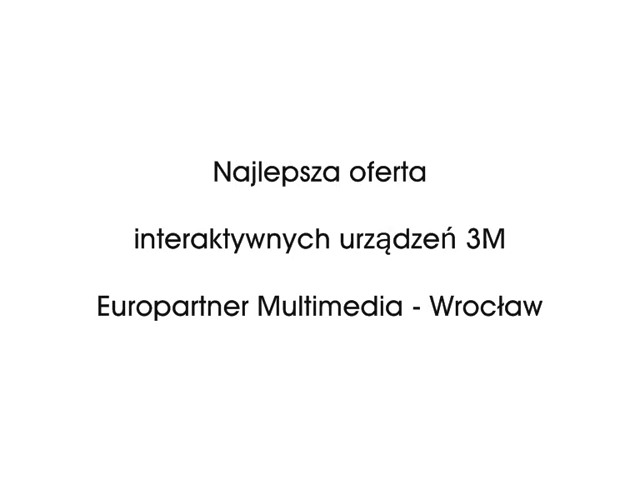 Najlepsza oferta
interaktywnych urządzeń 3M
Europartner Multimedia - Wrocław